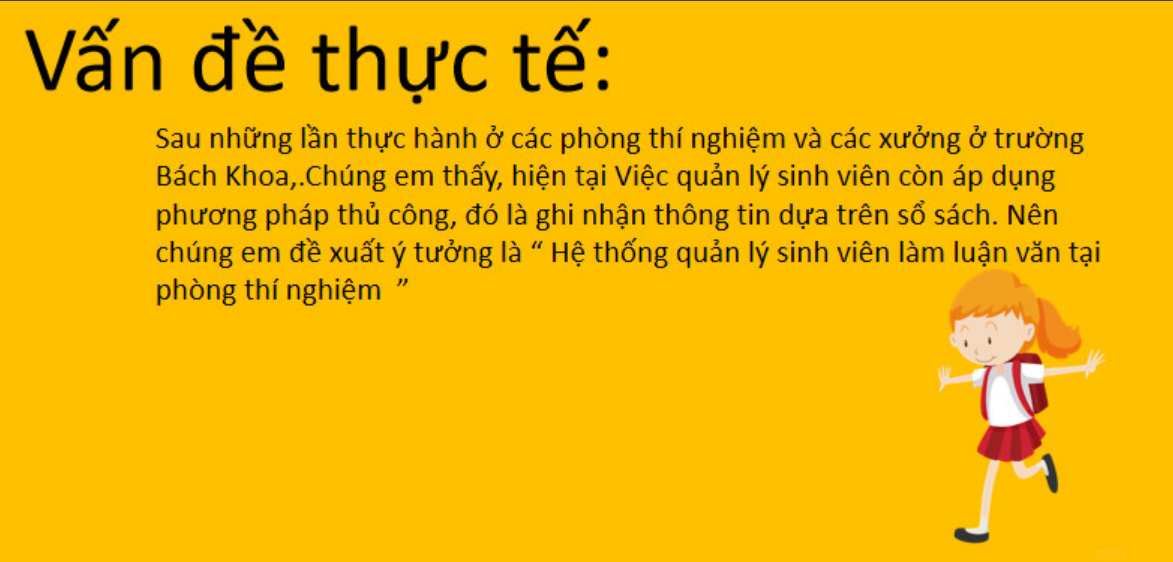 Vấn đề thực tế:
Sau những lần thực hành ở các phòng thí nghiệm và các xưởng ở trường
Bách Khoa,.Chúng em thấy, hiện tại Việc quản lý sinh viên còn áp dụng
phương pháp thủ công, đó là ghi nhận thông tin dựa trên sổ sách. Nên
chúng em đề xuất ý tưởng là “ Hệ thống quản lý sinh viên làm luận văn tại
phòng thí nghiệm ”